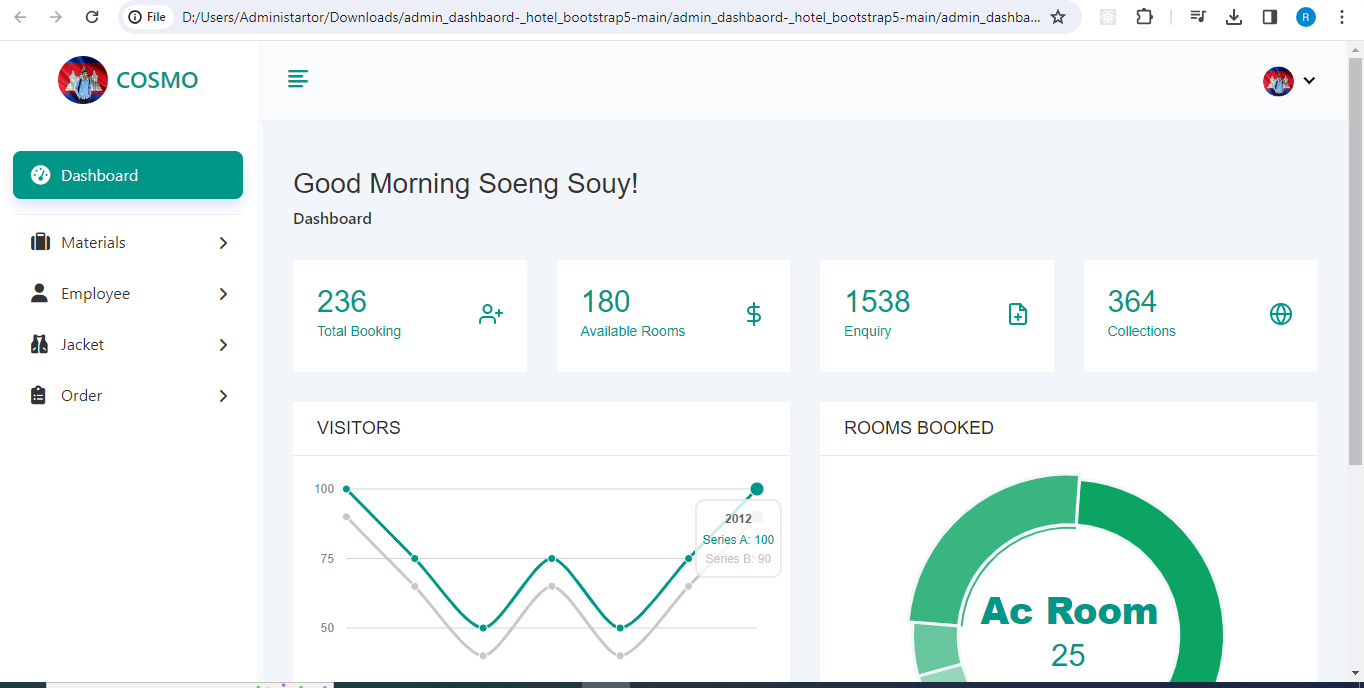 File
D:/Users/Administartor/Downloads/admin_dashbaord-_hotel_bootstrap5-main/admin_dashbaord-_hotel_bootstrap5-main/admin_dashba...
R
COSMO
Dashboard
Materials
Employee
Jacket
Order
Good Morning Soeng Souy!
Dashboard
236
Total Booking
180
Available Rooms
1538
Enquiry
364
Collections
VISITORS
100
75
50
2012
Series A: 100
Series B: 90
ROOMS BOOKED
Ac Room
25